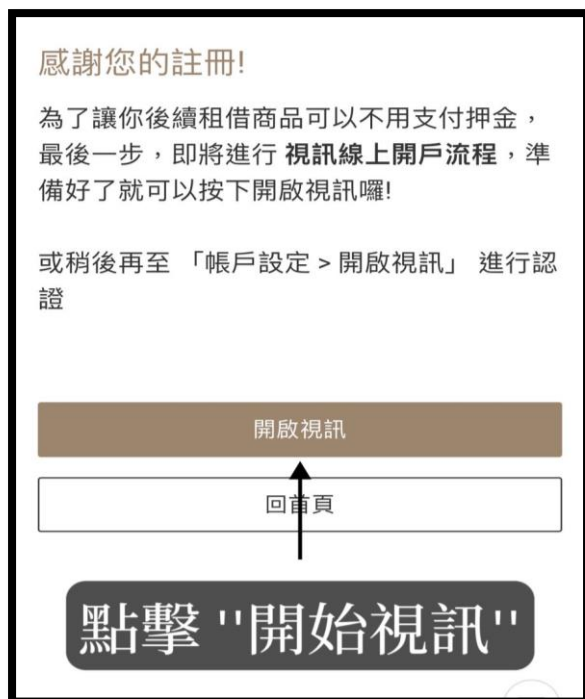 感謝您的註冊!
為了讓你後續租借商品可以不用支付押金，
最後一步，即將進行 視訊線上開戶流程，準
備好了就可以按下開啟視訊囉!
或稍後再至 「帳戶設定 > 開啟視訊」 進行認
證
開啟視訊
回首頁
點擊 "開始視訊"